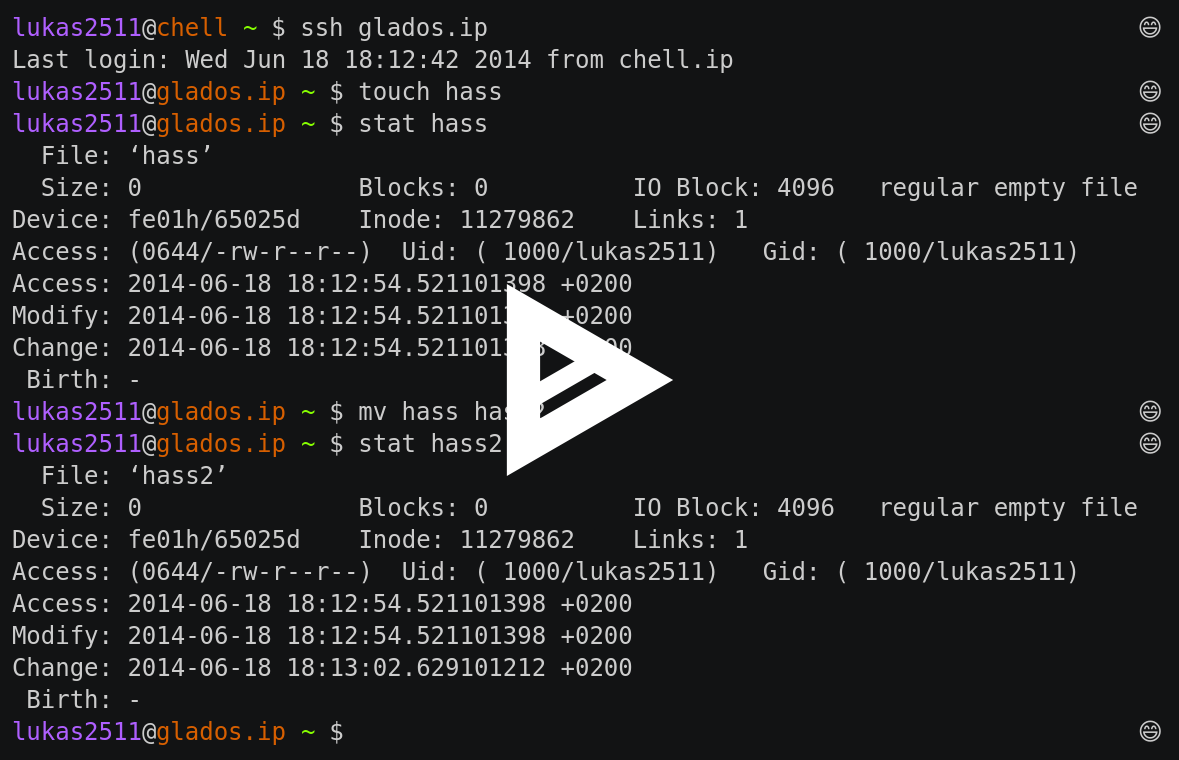 lukas2511@chell ~ $ ssh glados.ip 😄
Last login: Wed Jun 18 18:12:42 2014 from chell.ip
lukas2511@glados.ip ~ $ touch hass 😄
lukas2511@glados.ip ~ $ stat hass 😄
  File: ‘hass’
  Size: 0               Blocks: 0          IO Block: 4096   regular empty file
Device: fe01h/65025d    Inode: 11279862    Links: 1
Access: (0644/-rw-r--r--)  Uid: ( 1000/lukas2511)   Gid: ( 1000/lukas2511)
Access: 2014-06-18 18:12:54.521101398 +0200
Modify: 2014-06-18 18:12:54.521101 +0200
Change: 2014-06-18 18:12:54.521101
 Birth: -
lukas2511@glados.ip ~ $ mv hass 😄
lukas2511@glados.ip ~ $ stat hass2 😄
  File: ‘hass2’
  Size: 0               Blocks: 0          IO Block: 4096   regular empty file
Device: fe01h/65025d    Inode: 11279862    Links: 1
Access: (0644/-rw-r--r--)  Uid: ( 1000/lukas2511)   Gid: ( 1000/lukas2511)
Access: 2014-06-18 18:12:54.521101398 +0200
Modify: 2014-06-18 18:12:54.521101398 +0200
Change: 2014-06-18 18:13:02.629101212 +0200
 Birth: -
lukas2511@glados.ip ~ $ 😄